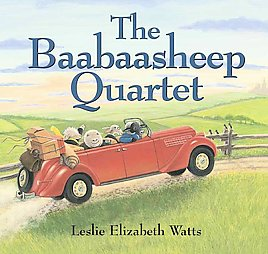 The
Baabaasheep
Quartet
Leslie Elizabeth Watts